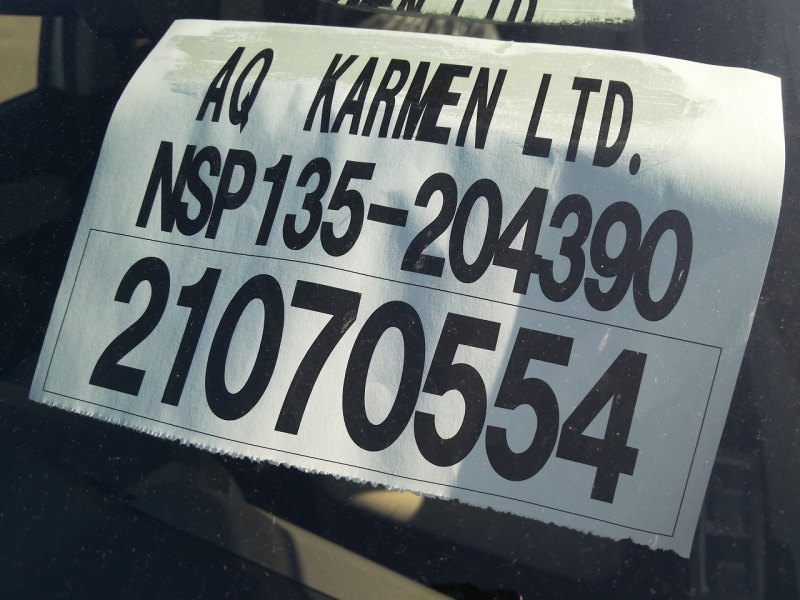 AQ KARMEN LTD.
NSP135-204390
21070554